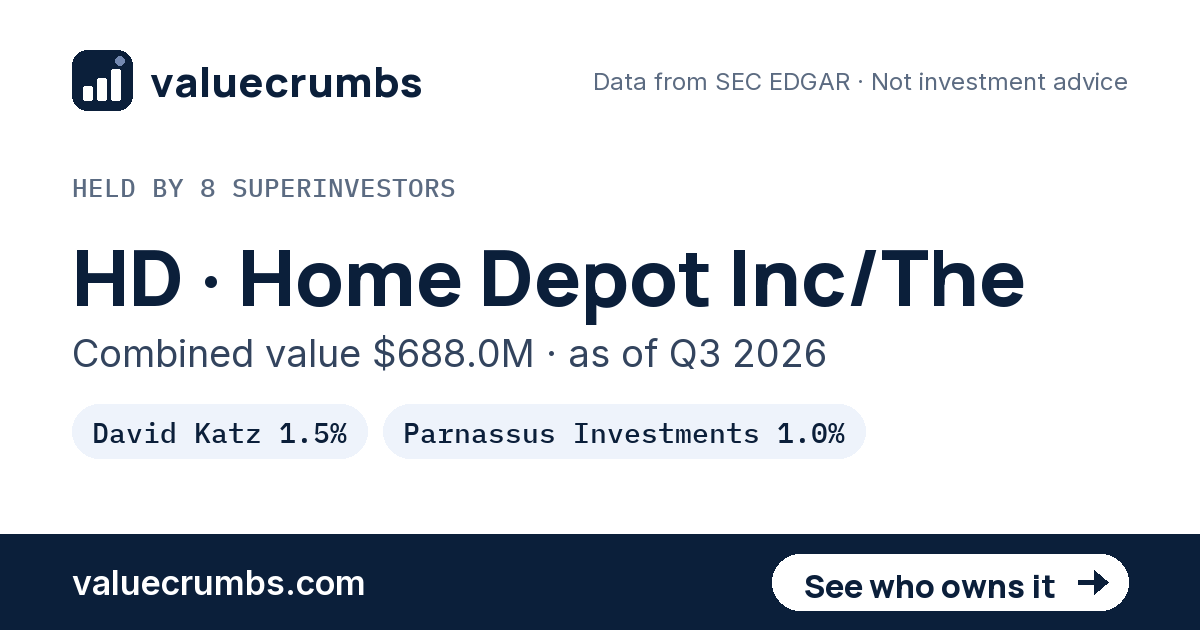 valuecrumbs
Data from SEC EDGAR · Not investment advice
HELD BY 8 SUPERINVESTORS
HD · Home Depot Inc/The
Combined value $688.0M · as of Q3 2026
David Katz 1.5%
Parnassus Investments 1.0%
valuecrumbs.com
See who owns it →